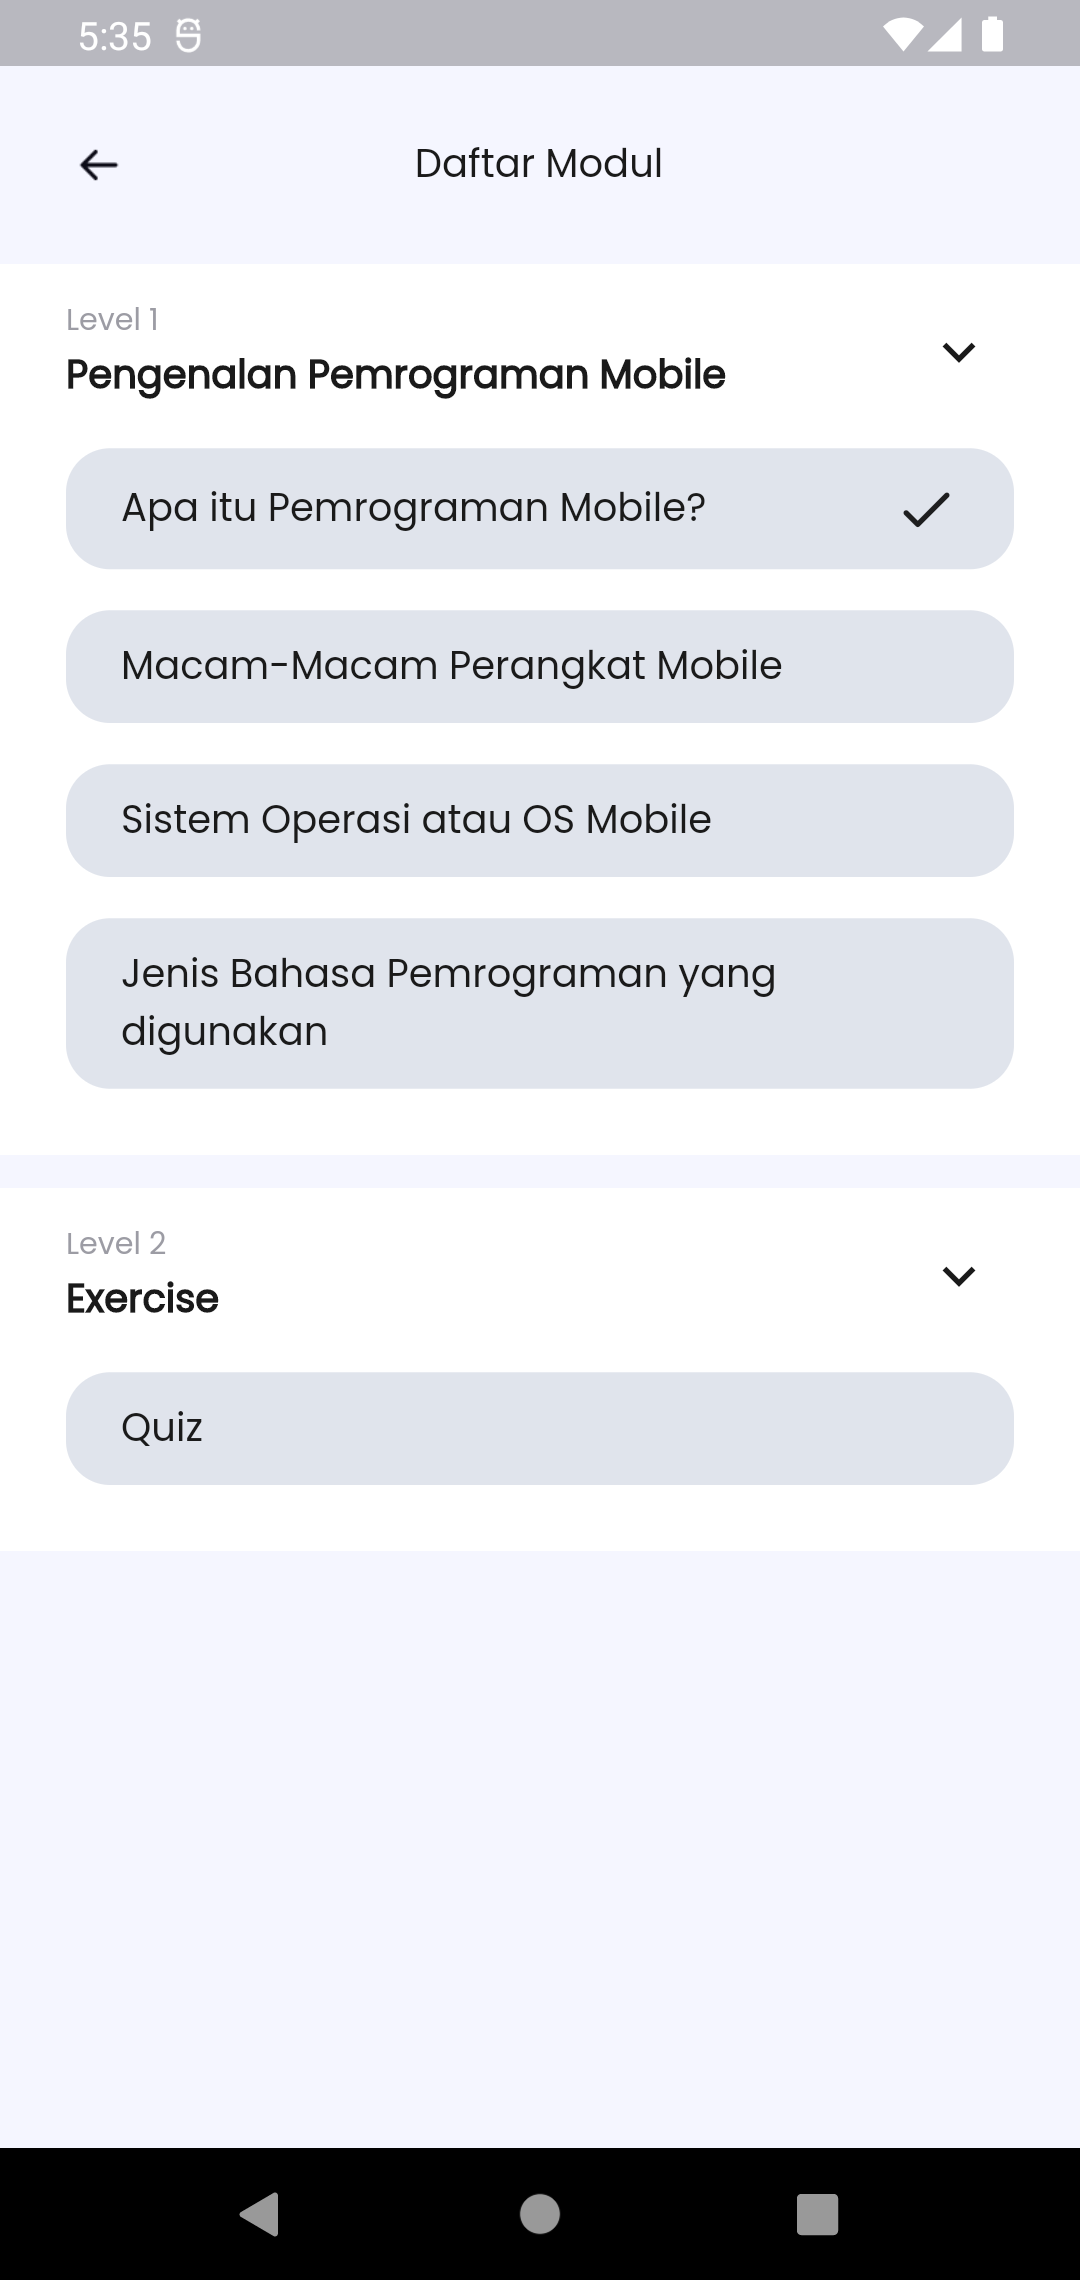 5:35
Daftar Modul
Level 1
Pengenalan Pemrograman Mobile
Apa itu Pemrograman Mobile?
Macam-Macam Perangkat Mobile
Sistem Operasi atau OS Mobile
Jenis Bahasa Pemrograman yang
digunakan
Level 2
Exercise
Quiz